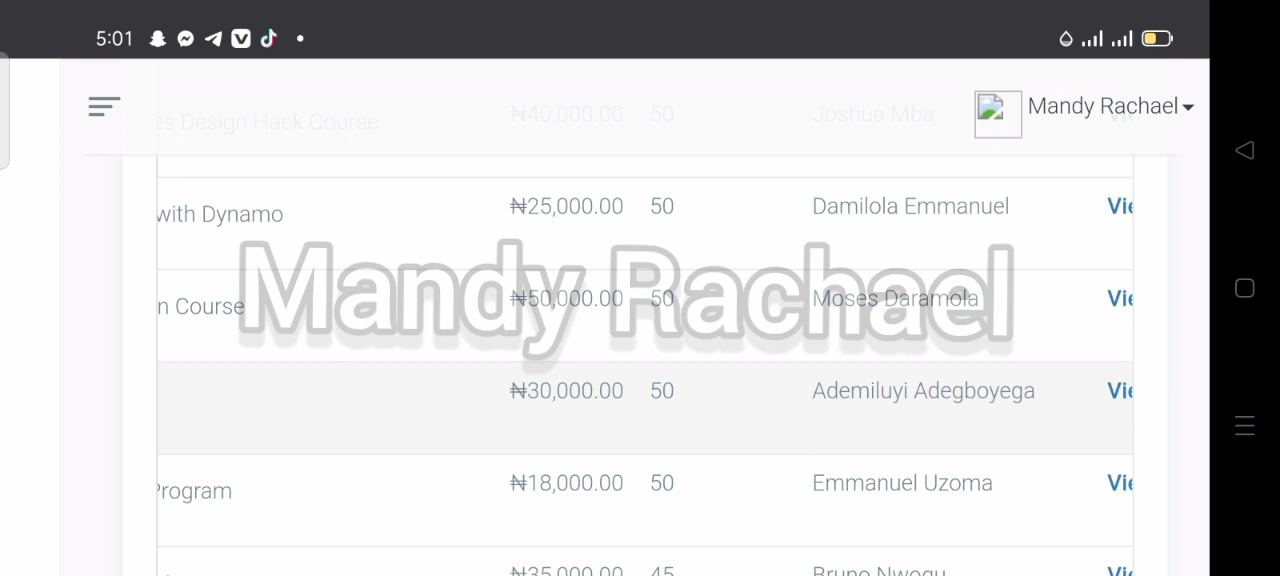 5:01
Mandy Rachael
es Design Hack Course ₦40,000.00 50 Joshua Mba
with Dynamo ₦25,000.00 50 Damilola Emmanuel Vie
Mandy Rachael
n Course ₦50,000.00 50 Moses Daramola Vie
₦30,000.00 50 Ademiluyi Adegboyega Vie
Program ₦18,000.00 50 Emmanuel Uzoma Vie
₦35,000.00 45 Bruno Nwogu Vie